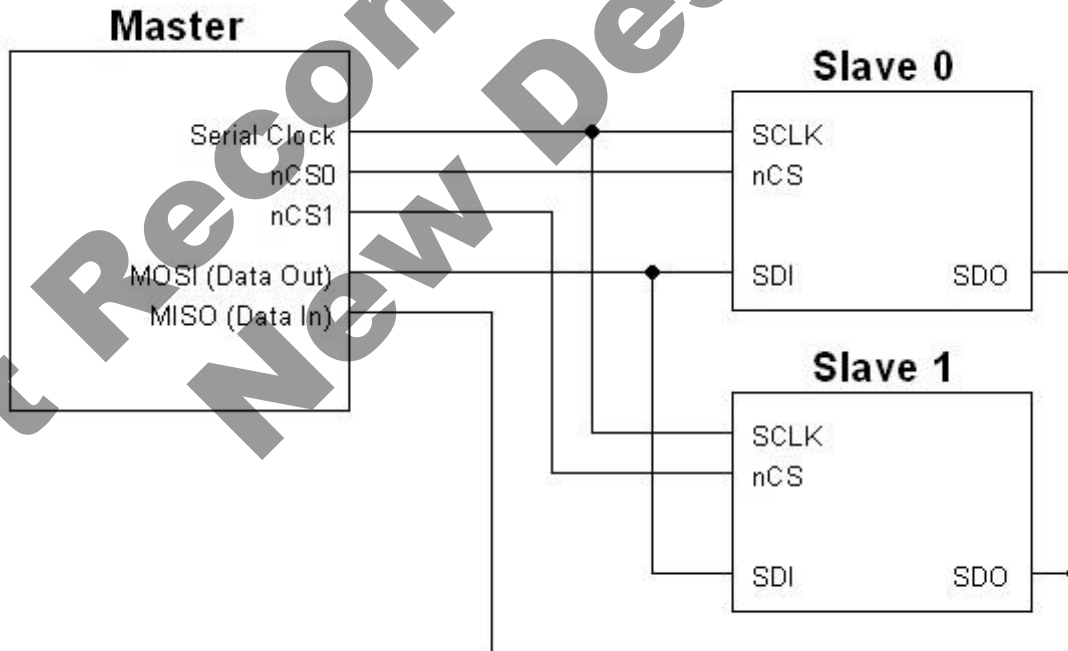 Master
Serial Clock
nCS0
nCS1
MOSI (Data Out)
MISO (Data In)
Slave 0
SCLK
nCS
SDI
SDO
Slave 1
SCLK
nCS
SDI
SDO
New